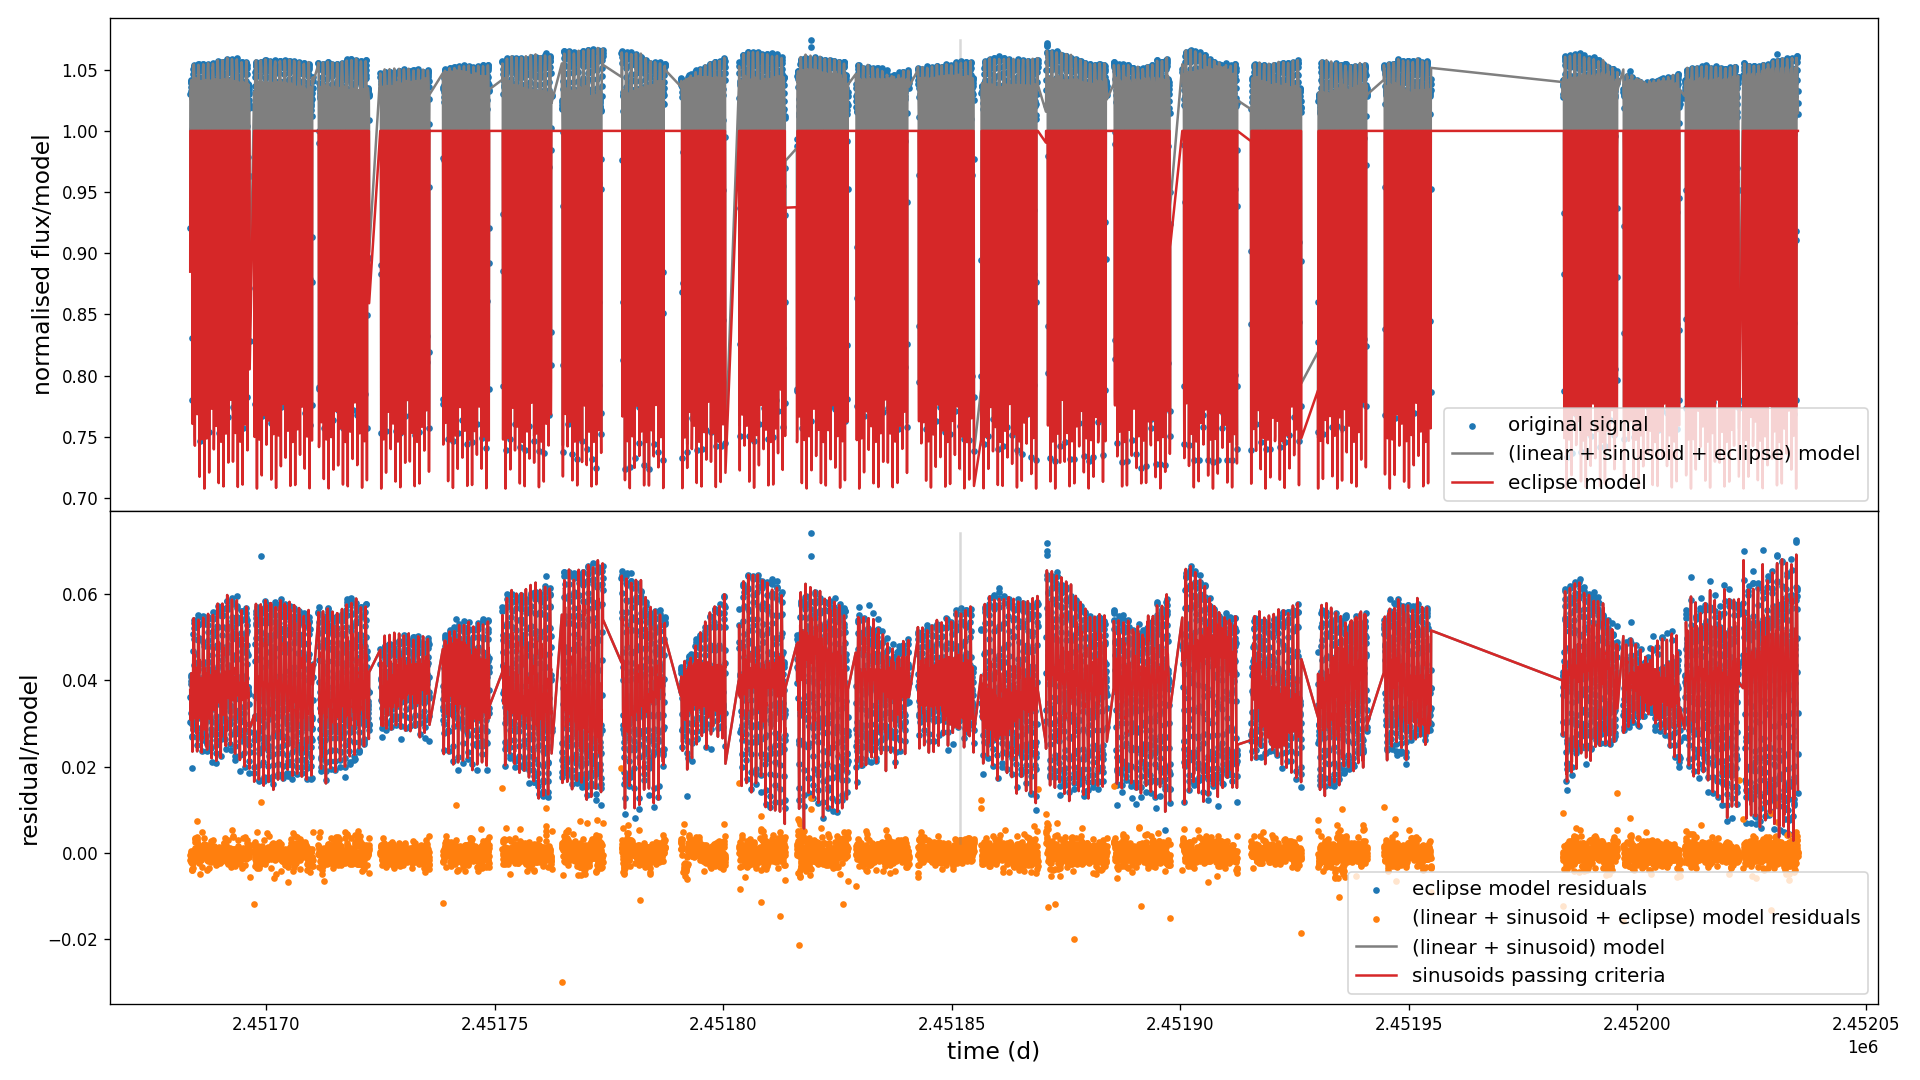 normalised flux/model
1.05
1.00
0.95
0.90
0.85
0.80
0.75
0.70
original signal
(linear + sinusoid + eclipse) model
eclipse model
residual/model
0.06
0.04
0.02
0.00
−0.02
eclipse model residuals
(linear + sinusoid + eclipse) model residuals
(linear + sinusoid) model
sinusoids passing criteria
2.45170 2.45175 2.45180 2.45185 2.45190 2.45195 2.45200 2.45205
1e6
time (d)